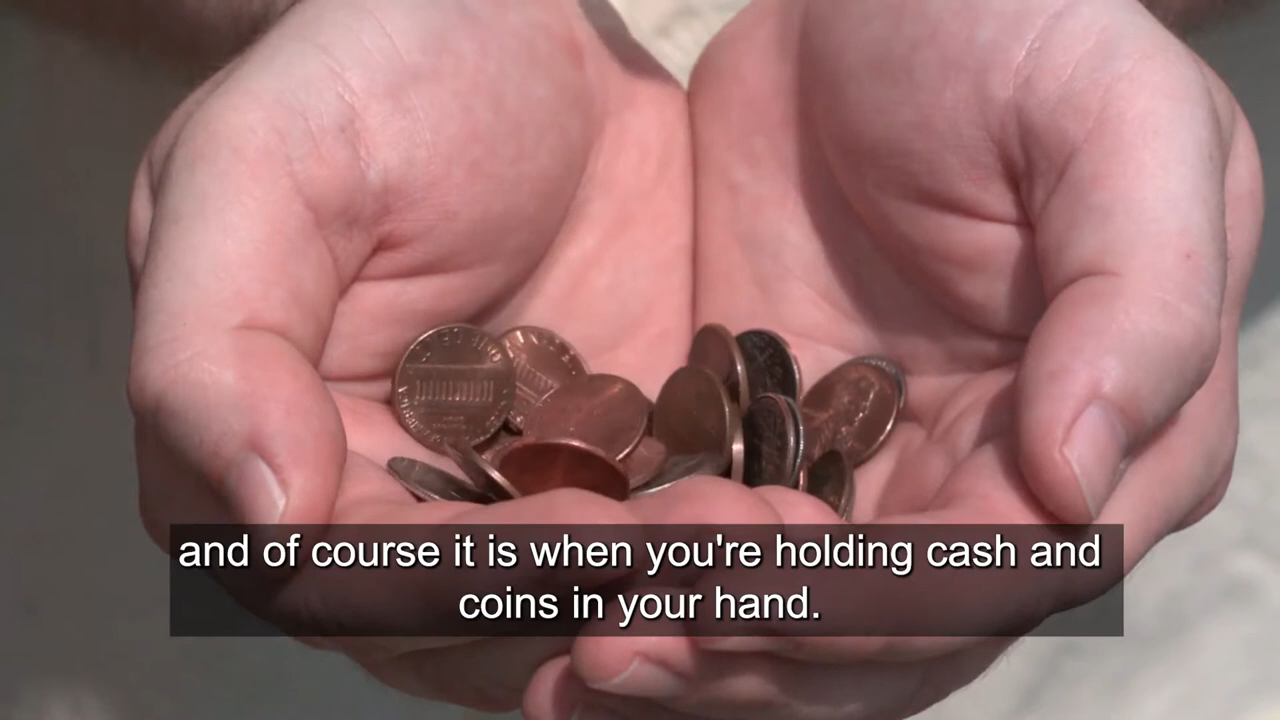 and of course it is when you're holding cash and
coins in your hand.